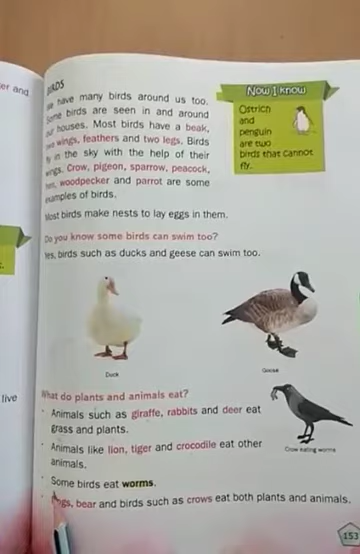 er and
BIRDS
We have many birds around us too.
Some birds are seen in and around
our houses. Most birds have a beak,
two wings, feathers and two legs. Birds
fly in the sky with the help of their
wings. Crow, pigeon, sparrow, peacock,
hen, woodpecker and parrot are some
examples of birds.
Most birds make nests to lay eggs in them.
Now I know
Ostrich
and
penguin
are two
birds that cannot
fly.
Do you know some birds can swim too?
Yes, birds such as ducks and geese can swim too.
Duck
Goose
live
What do plants and animals eat?
• Animals such as giraffe, rabbits and deer eat
grass and plants.
• Animals like lion, tiger and crocodile eat other
animals.
• Some birds eat worms.
• bear and birds such as crows eat both plants and animals.
Crow eating worms
153